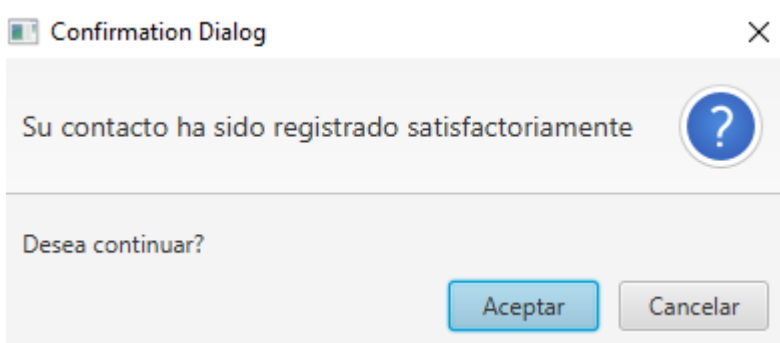 Confirmation Dialog
Su contacto ha sido registrado satisfactoriamente
?
Desea continuar?
Aceptar
Cancelar